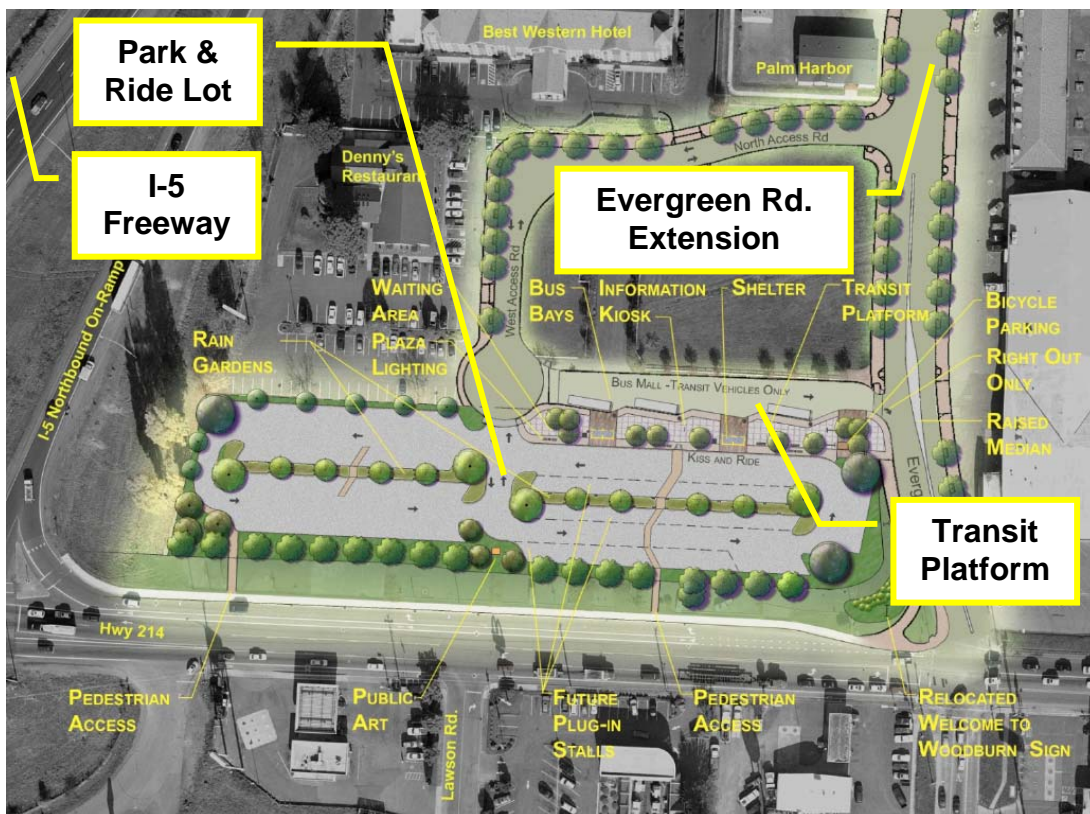 Park &
Ride Lot
Best Western Hotel
Palm Harbor
North Access Rd
I-5
Freeway
Denny's
Restaurant
Evergreen Rd.
Extension
West Access Rd
I-5 Northbound On-Ramp
RAIN
GARDENS
WAITING
AREA
PLAZA
LIGHTING
BUS
BAYS
INFORMATION
KIOSK
SHELTER
TRANSIT
PLATFORM
BICYCLE
PARKING
RIGHT OUT
ONLY
RAISED
MEDIAN
BUS MALL -TRANSIT VEHICLES ONLY
KISS AND RIDE
Transit
Platform
Hwy 214
PEDESTRIAN
ACCESS
PUBLIC
ART
Lawson Rd.
FUTURE
PLUG-IN
STALLS
PEDESTRIAN
ACCESS
RELOCATED
WELCOME TO
WOODBURN SIGN